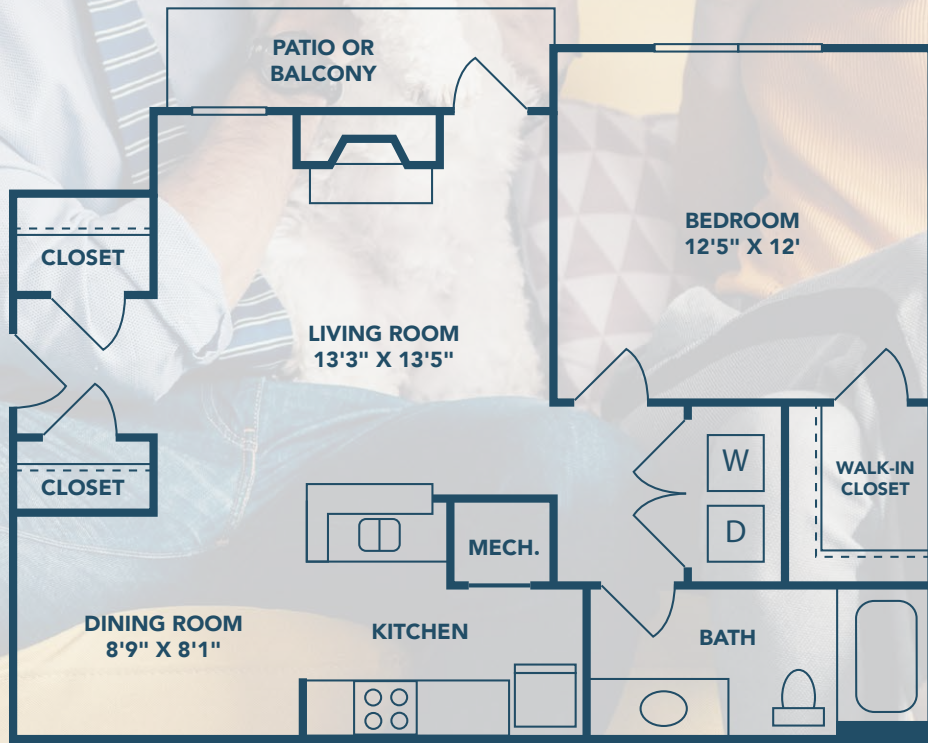 PATIO OR
BALCONY
BEDROOM
12'5" X 12'
CLOSET
LIVING ROOM
13'3" X 13'5"
W
WALK-IN
CLOSET
CLOSET
D
MECH.
DINING ROOM
8'9" X 8'1"
KITCHEN
BATH